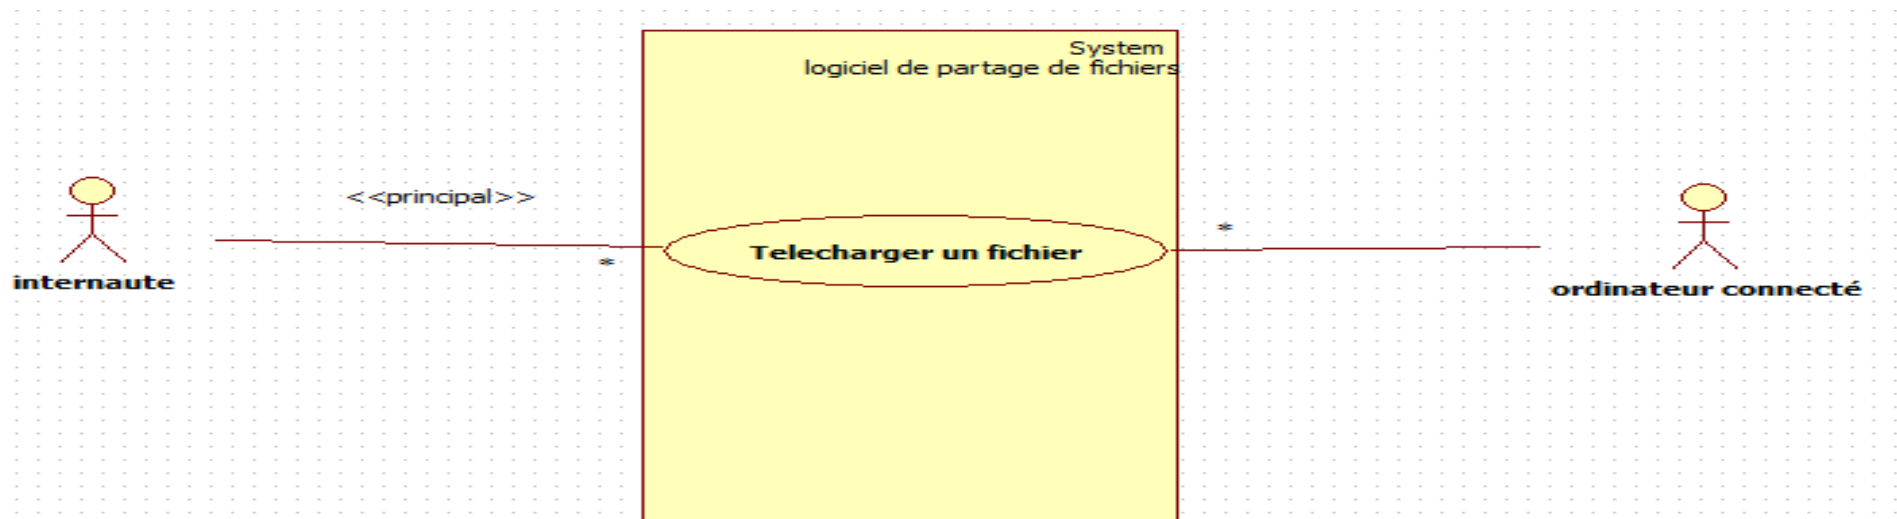 System
logiciel de partage de fichiers
<<principal>>
*
Telecharger un fichier
*
internaute
ordinateur connecté